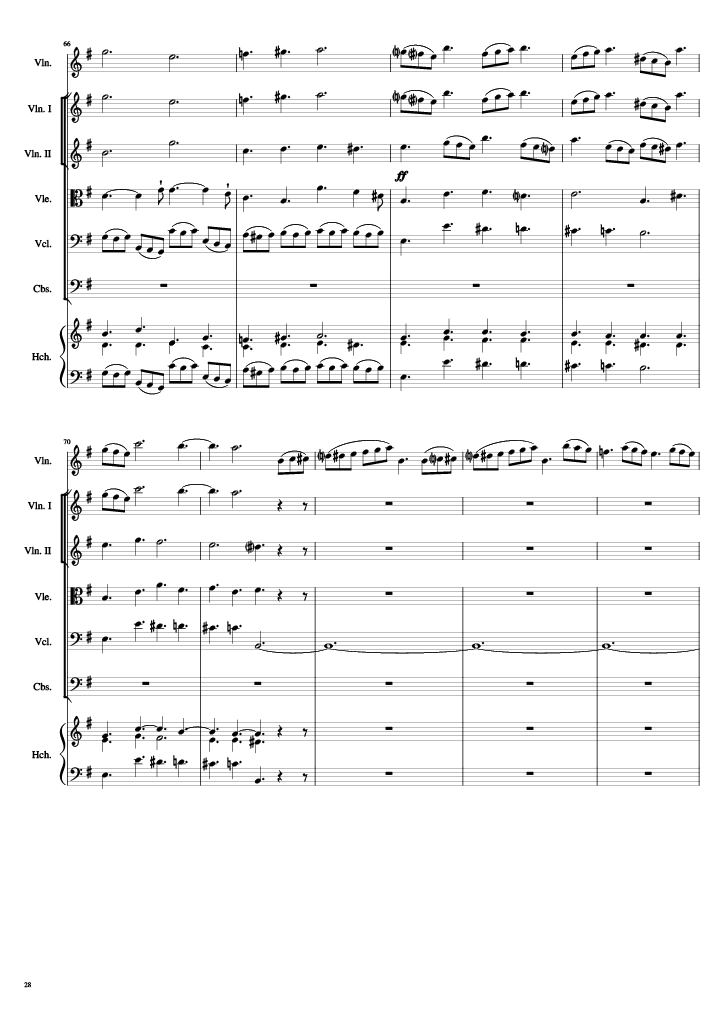 66
Vln.
Vln. I
Vln. II
ff
Vle.
Vcl.
Cbs.
Hch.
70
Vln.
Vln. I
Vln. II
Vle.
Vcl.
Cbs.
Hch.
28